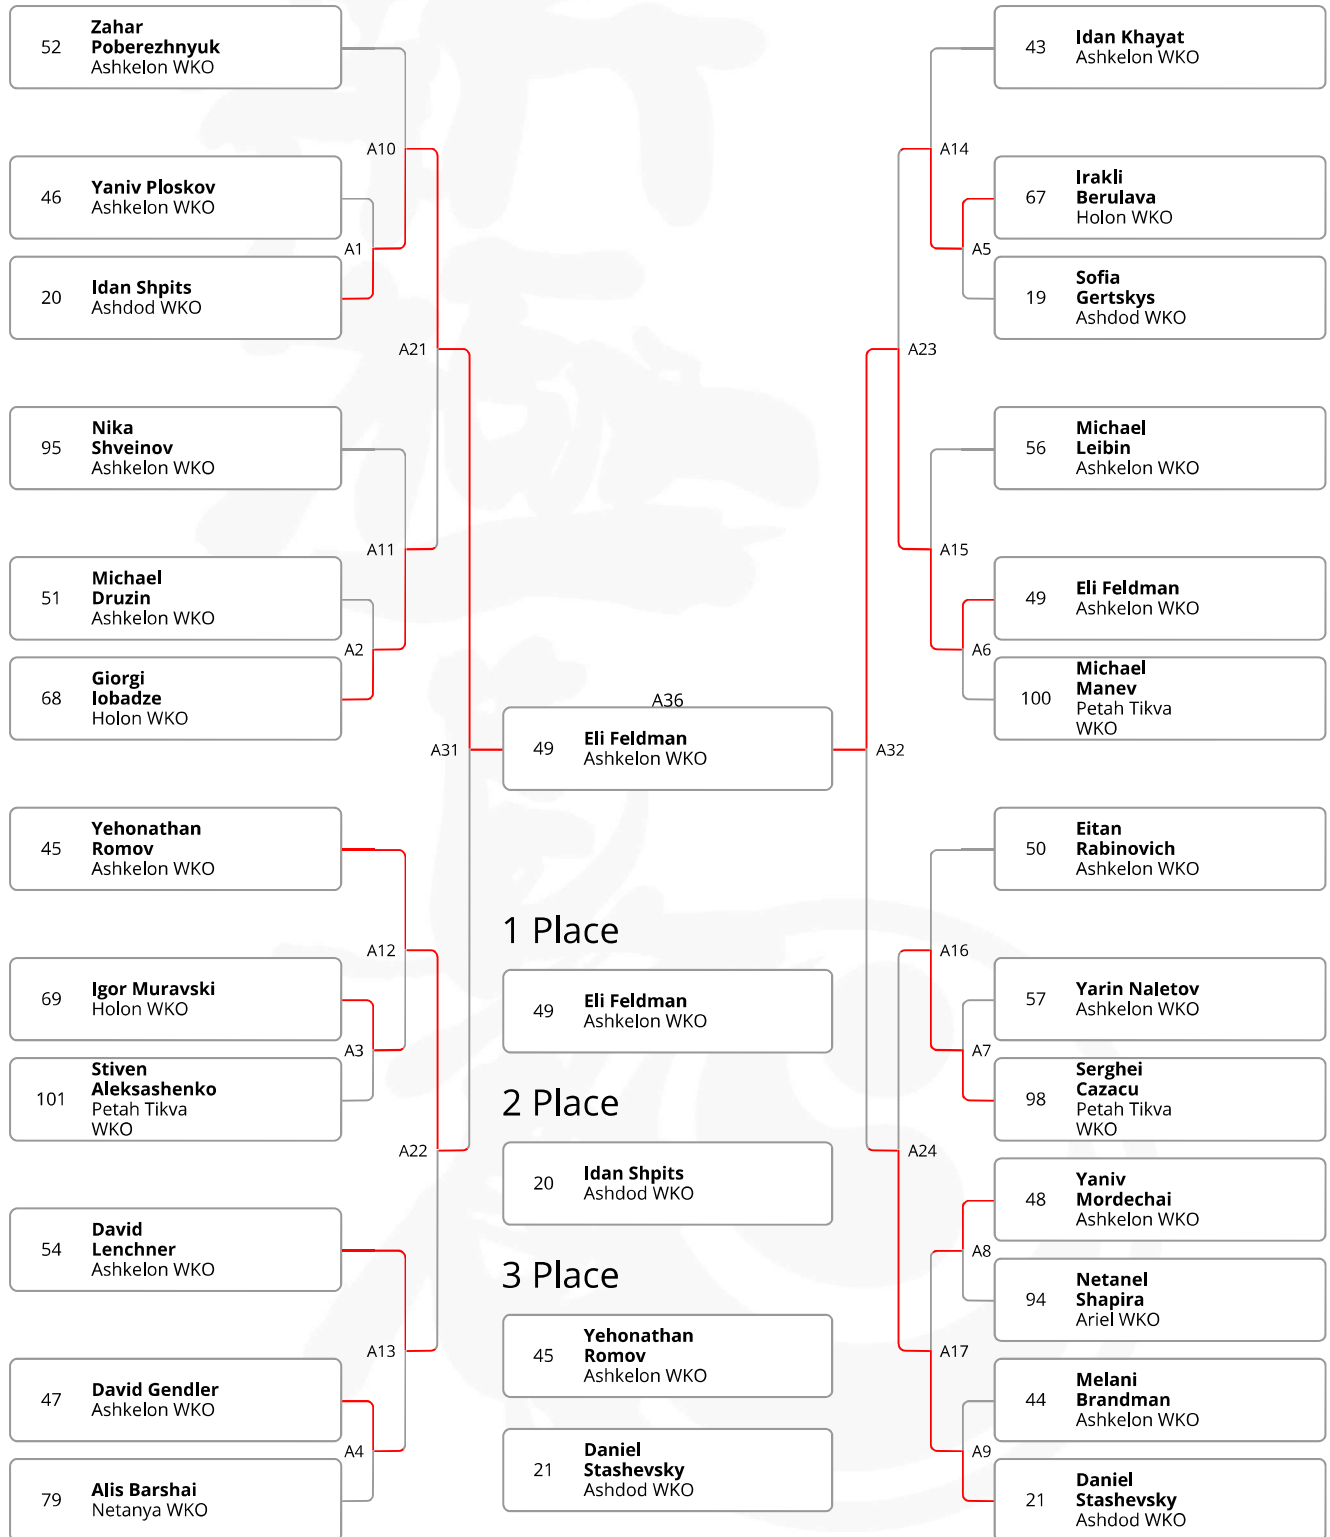 52
Zahar
Poberezhnyuk
Ashkelon WKO
A10
46
Yaniv Ploskov
Ashkelon WKO
A1
20
Idan Shpits
Ashdod WKO
A21
95
Nika
Shveinov
Ashkelon WKO
A11
51
Michael
Druzin
Ashkelon WKO
A2
68
Giorgi
Iobadze
Holon WKO
A31
45
Yehonathan
Romov
Ashkelon WKO
A12
69
Igor Muravski
Holon WKO
A3
101
Stiven
Aleksashenko
Petah Tikva
WKO
A22
54
David
Lenchner
Ashkelon WKO
A13
47
David Gendler
Ashkelon WKO
A4
79
Alis Barshai
Netanya WKO
A36
49
Eli Feldman
Ashkelon WKO
1 Place
49
Eli Feldman
Ashkelon WKO
2 Place
20
Idan Shpits
Ashdod WKO
3 Place
45
Yehonathan
Romov
Ashkelon WKO
21
Daniel
Stashevsky
Ashdod WKO
43
Idan Khayat
Ashkelon WKO
A14
67
Irakli
Berulava
Holon WKO
A5
19
Sofia
Gertskys
Ashdod WKO
A23
56
Michael
Leibin
Ashkelon WKO
A15
49
Eli Feldman
Ashkelon WKO
A6
100
Michael
Manev
Petah Tikva
WKO
A32
50
Eitan
Rabinovich
Ashkelon WKO
A16
57
Yarin Naletov
Ashkelon WKO
A7
98
Serghei
Cazacu
Petah Tikva
WKO
A24
48
Yaniv
Mordechai
Ashkelon WKO
A8
94
Netanel
Shapira
Ariel WKO
A17
44
Melani
Brandman
Ashkelon WKO
A9
21
Daniel
Stashevsky
Ashdod WKO